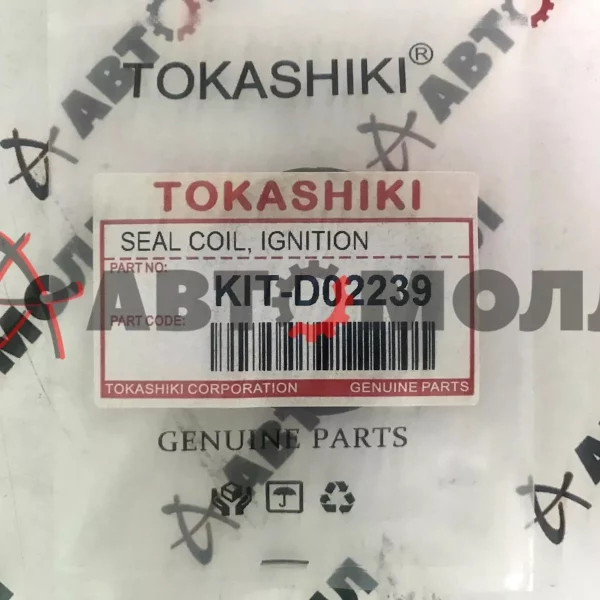 TOKASHIKI®
TOKASHIKI
SEAL COIL, IGNITION
PART NO:
KIT-D02239
PART CODE:
TOKASHIKI CORPORATION GENUINE PARTS
GENUINE PARTS
АВТОМОЛЛ